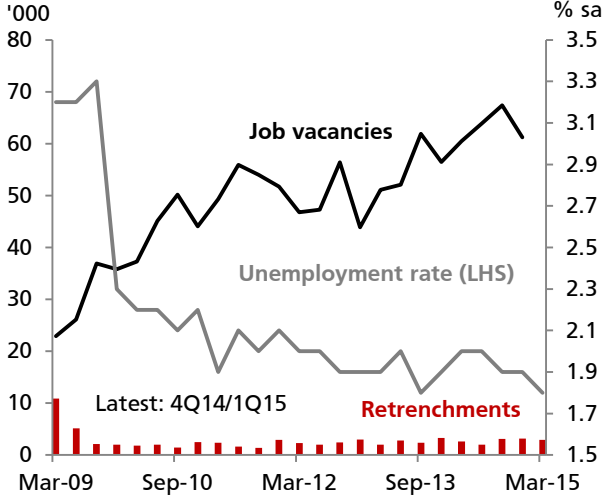 '000
% sa
80
3.5
70
3.3
Job vacancies
3.1
60
2.9
50
2.7
40
2.5
Unemployment rate (LHS)
30
2.3
2.1
20
1.9
10
Latest: 4Q14/1Q15
Retrenchments
1.7
0
1.5
Mar-09
Sep-10
Mar-12
Sep-13
Mar-15